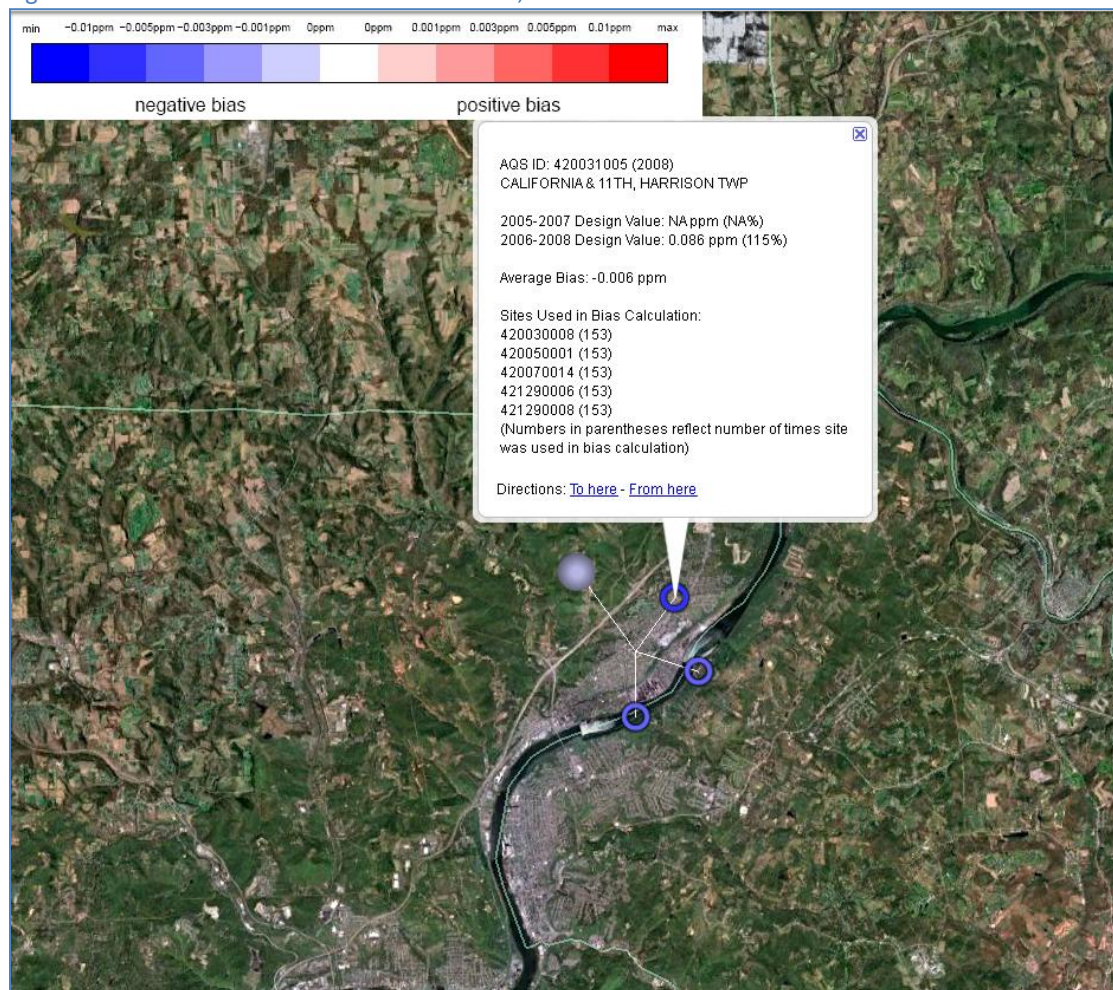 min -0.01ppm -0.005ppm -0.003ppm -0.001ppm 0ppm 0ppm 0.001ppm 0.003ppm 0.005ppm 0.01ppm max
negative bias positive bias
AQS ID: 420031005 (2008)
CALIFORNIA & 11TH, HARRISON TWP
2005-2007 Design Value: NA ppm (NA%)
2006-2008 Design Value: 0.086 ppm (115%)
Average Bias: -0.006 ppm
Sites Used in Bias Calculation:
420030008 (153)
420050001 (153)
420070014 (153)
421290006 (153)
421290008 (153)
(Numbers in parentheses reflect number of times site
was used in bias calculation)
Directions: To here - From here